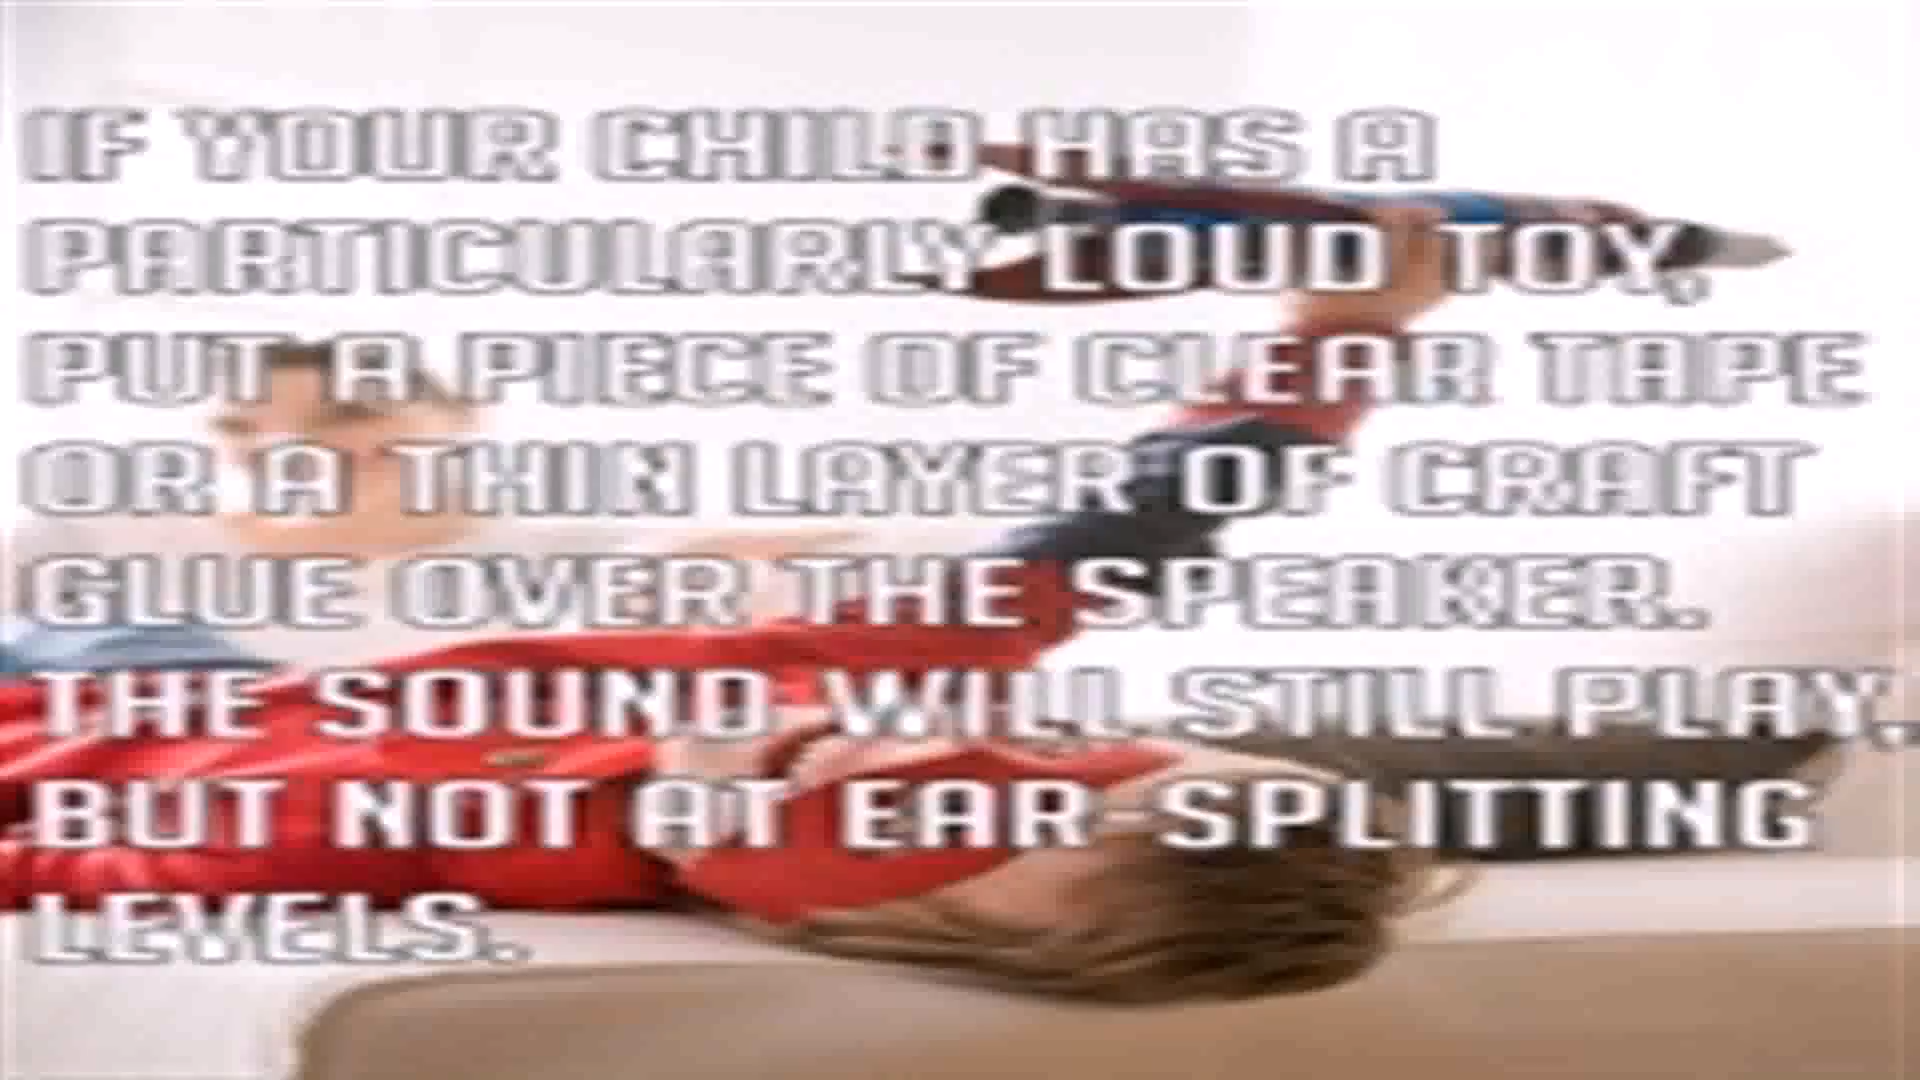 IF YOUR CHILD HAS A
PARTICULARLY LOUD TOY,
PUT A PIECE OF CLEAR TAPE
OR A THIN LAYER OF CRAFT
GLUE OVER THE SPEAKER.
THE SOUND WILL STILL PLAY,
BUT NOT AT EAR-SPLITTING
LEVELS.